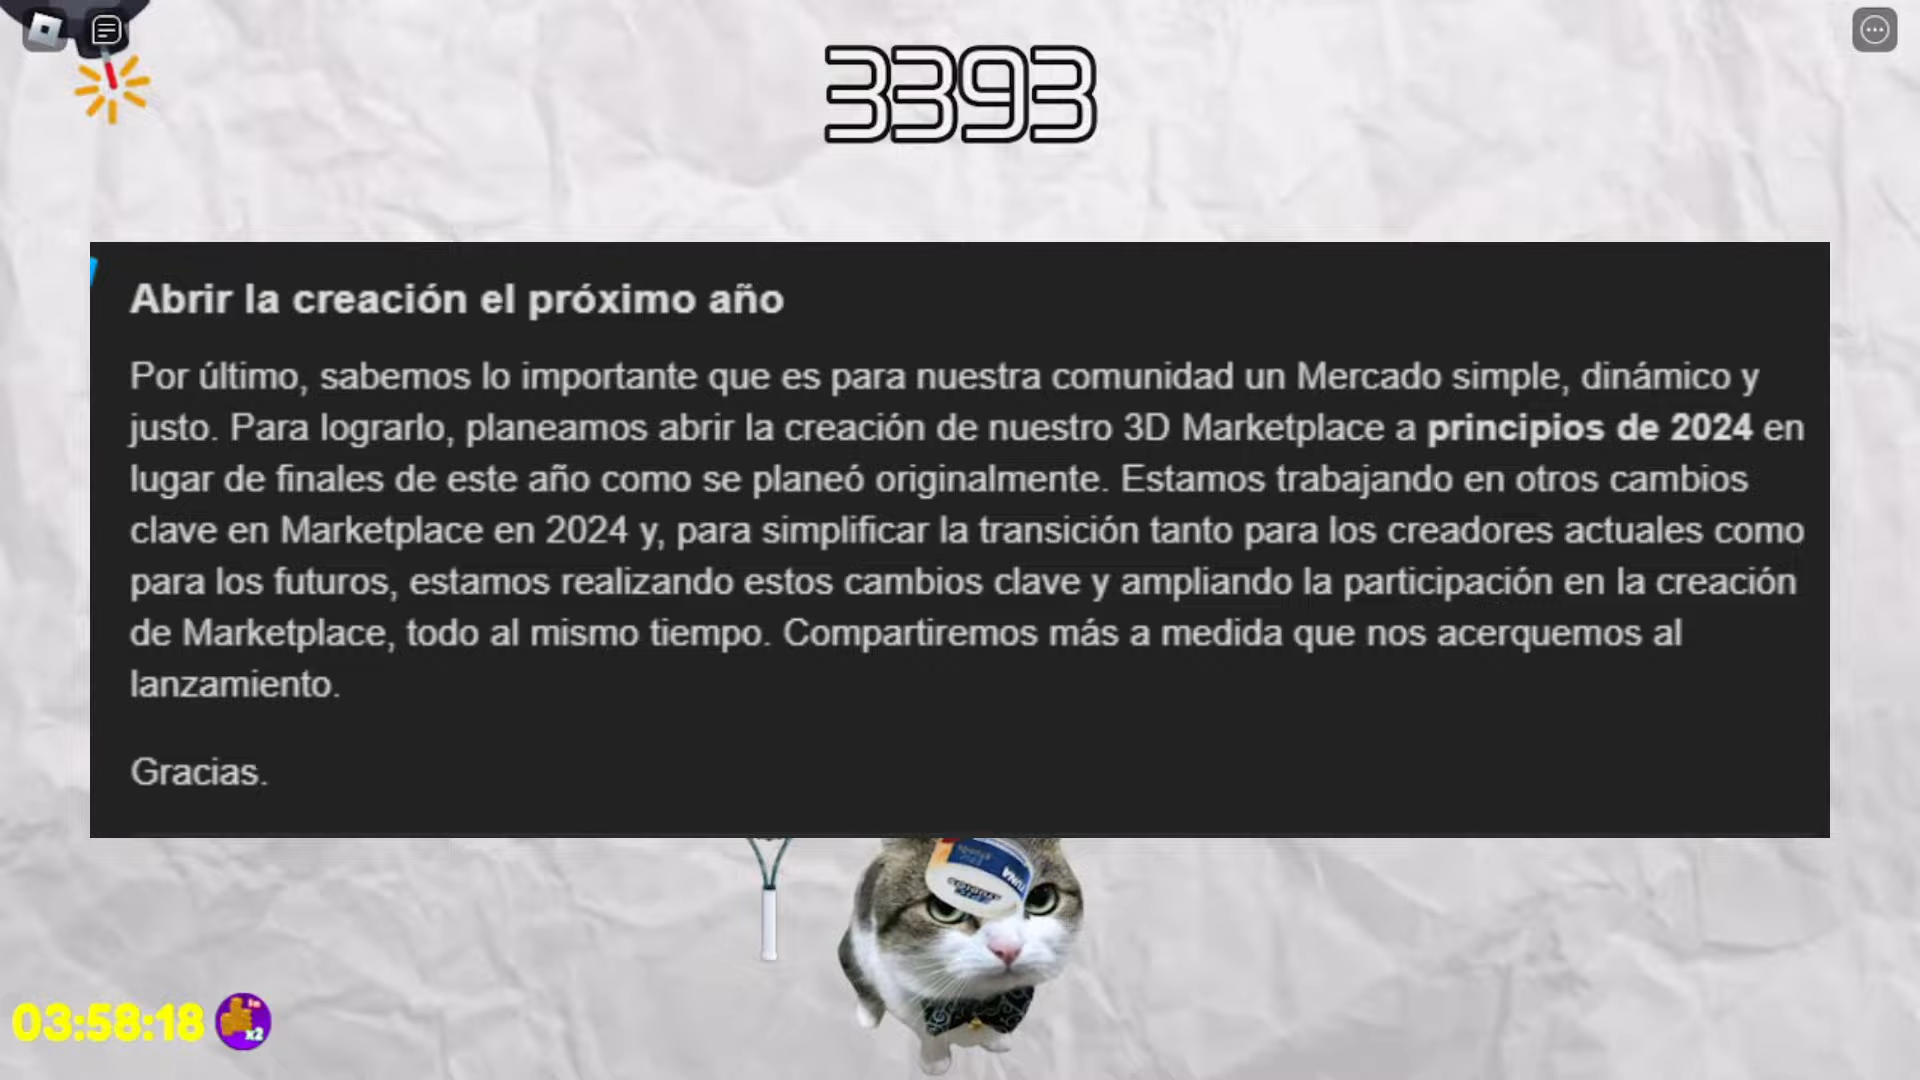 3393
Abrir la creación el próximo año
Por último, sabemos lo importante que es para nuestra comunidad un Mercado simple, dinámico y
justo. Para lograrlo, planeamos abrir la creación de nuestro 3D Marketplace a principios de 2024 en
lugar de finales de este año como se planeó originalmente. Estamos trabajando en otros cambios
clave en Marketplace en 2024 y, para simplificar la transición tanto para los creadores actuales como
para los futuros, estamos realizando estos cambios clave y ampliando la participación en la creación
de Marketplace, todo al mismo tiempo. Compartiremos más a medida que nos acerquemos al
lanzamiento.
Gracias.
TUNA
03:58:18
x2